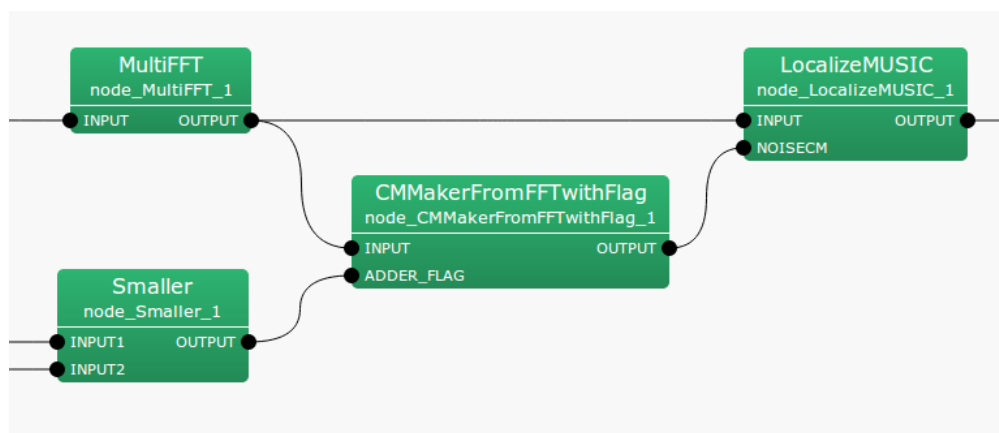 MultiFFT
node_MultiFFT_1
INPUT OUTPUT
LocalizeMUSIC
node_LocalizeMUSIC_1
INPUT OUTPUT
NOISECM
CMMakerFromFFTwithFlag
node_CMMakerFromFFTwithFlag_1
INPUT OUTPUT
ADDER_FLAG
Smaller
node_Smaller_1
INPUT1 OUTPUT
INPUT2